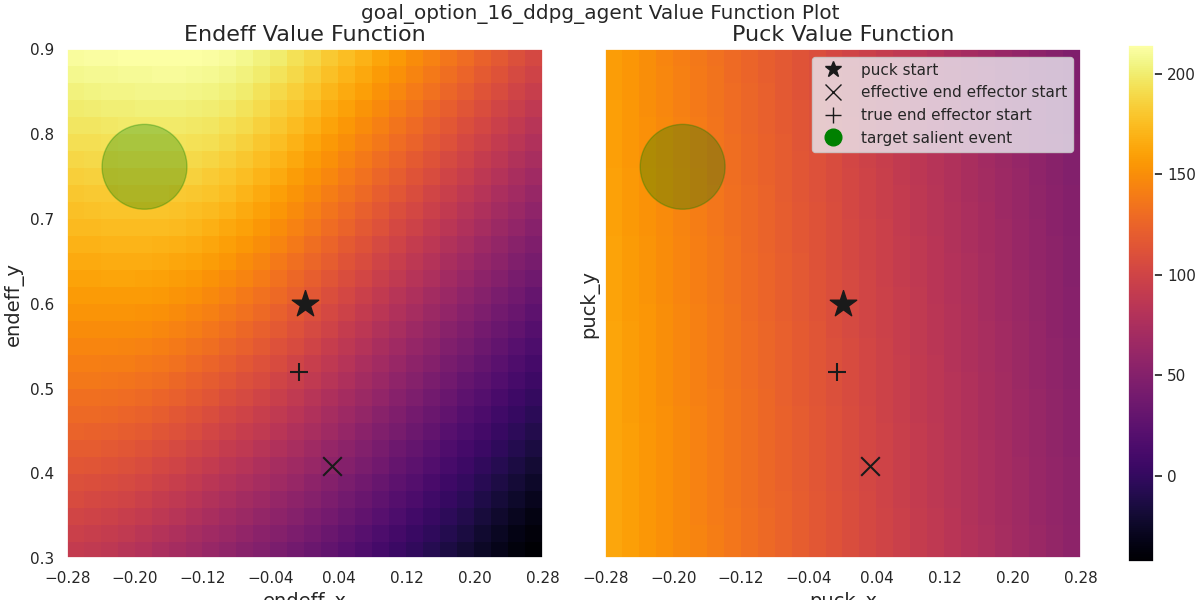 goal_option_16_ddpg_agent Value Function Plot
Endeff Value Function
Puck Value Function
0.9
0.8
0.7
0.6
0.5
0.4
0.3
endeff_y
−0.28
−0.20
−0.12
−0.04
0.04
0.12
0.20
0.28
endeff_x
puck start
effective end effector start
true end effector start
target salient event
puck_y
−0.28
−0.20
−0.12
−0.04
0.04
0.12
0.20
0.28
puck_x
200
150
100
50
0